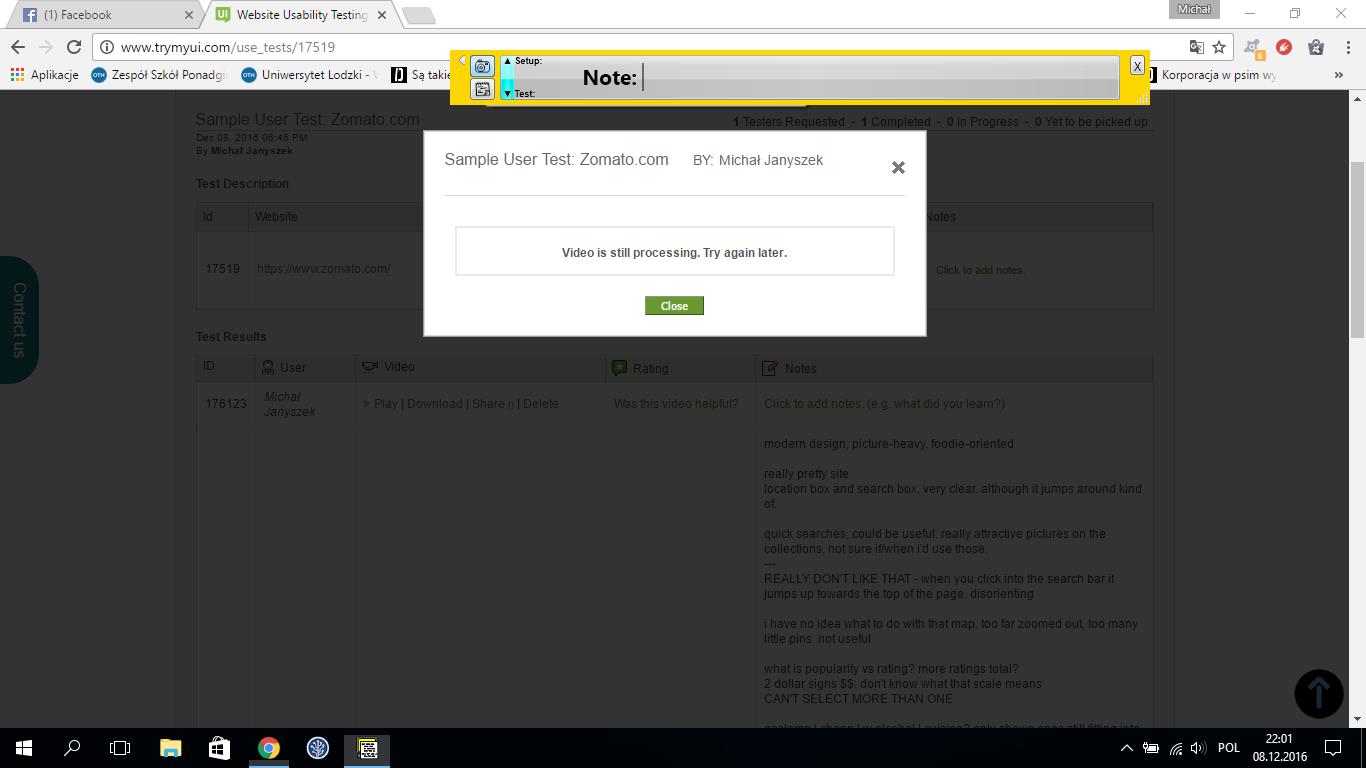 (1) Facebook
Website Usability Testing
Michał
www.trymyui.com/use_tests/17519
6
Aplikacje
Zespół Szkół Ponadgi
Uniwersytet Lodzki -
Są takie
Korporacja w psim wy
»
Setup:
Note:
Test:
X
Sample User Test: Zomato.com
1 Testers Requested - 1 Completed - 0 In Progress - 0 Yet to be picked up
Dec 08, 2016 06:45 PM
By Michał Janyszek
Sample User Test: Zomato.com BY: Michał Janyszek
Video is still processing. Try again later.
Close
Test Description
Id Website Notes
17519 https://www.zomato.com/ Click to add notes.
Contact us
Test Results
ID User Video Rating Notes
176123 Michał Janyszek Play | Download | Share () | Delete Was this video helpful? Click to add notes. (e.g. what did you learn?)
modern design, picture-heavy, foodie-oriented
really pretty site
location box and search box, very clear. although it jumps around kind
of.
quick searches, could be useful. really attractive pictures on the
collections, not sure if/when i'd use those.
---
REALLY DON'T LIKE THAT - when you click into the search bar it
jumps up towards the top of the page. disorienting
i have no idea what to do with that map. too far zoomed out, too many
little pins. not useful
what is popularity vs rating? more ratings total?
2 dollar signs $$: don't know what that scale means
CAN'T SELECT MORE THAN ONE
POL
22:01
08.12.2016